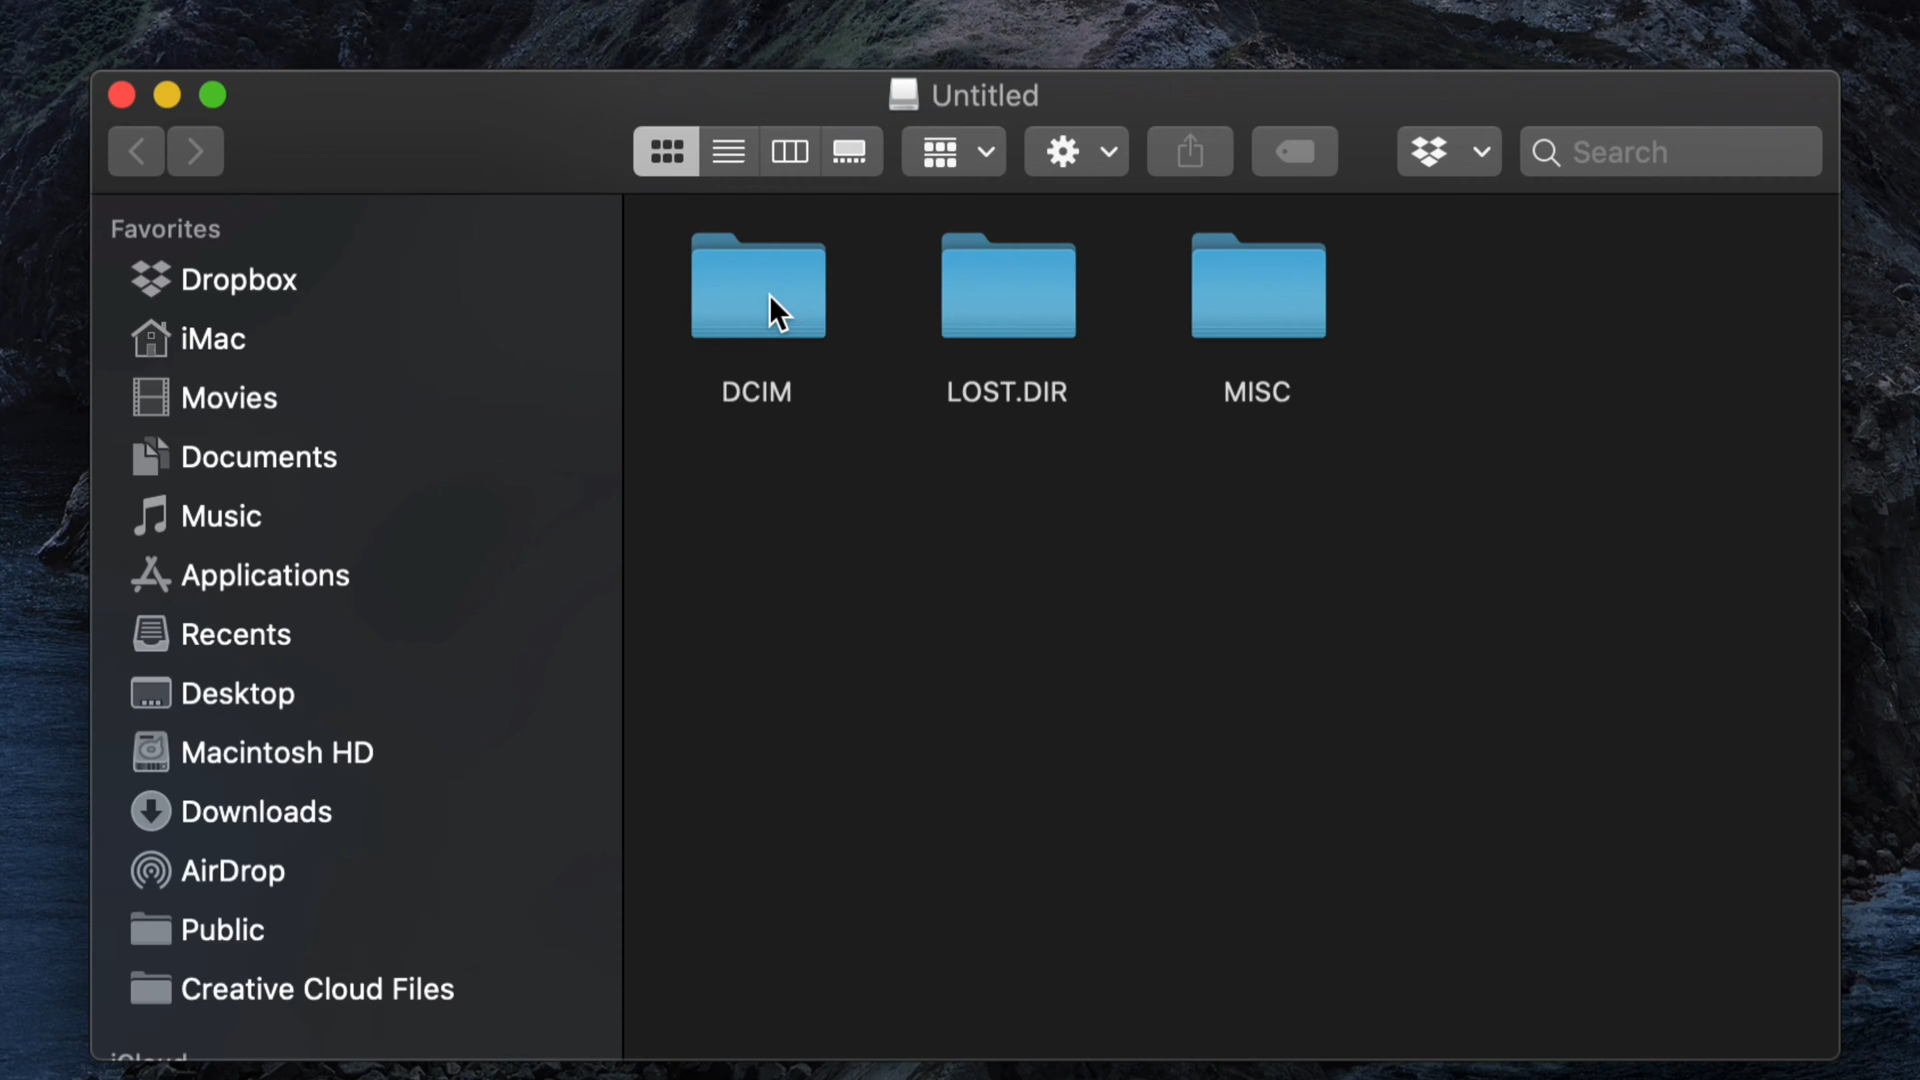 Untitled
Search
Favorites
Dropbox
iMac
Movies
Documents
Music
Applications
Recents
Desktop
Macintosh HD
Downloads
AirDrop
Public
Creative Cloud Files
iCloud
DCIM
LOST.DIR
MISC